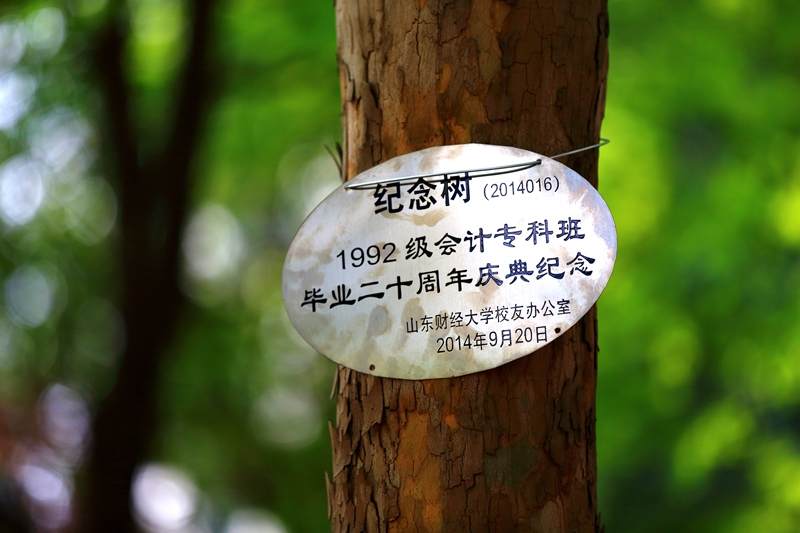 纪念树(2014016)
1992级会计专科班
毕业二十周年庆典纪念
山东财经大学校友办公室
2014年9月20日